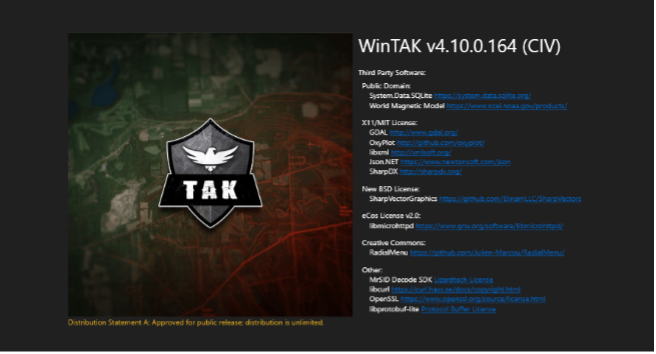 TAK
WinTAK v4.10.0.164 (CIV)
Third Party Software:
Public Domain:
System.Data.SQLite https://system.data.sqlite.org/
World Magnetic Model https://www.ncei.noaa.gov/products/
X11/MIT License:
GDAL http://www.gdal.org/
OxyPlot http://github.com/oxyplot/
libxml http://xmlsoft.org/
Json.NET https://www.newtonsoft.com/json
SharpDX http://sharpdx.org/
New BSD License:
SharpVectorGraphics https://github.com/ElinamLLC/SharpVectors
eCos License v2.0:
libmicrohttpd https://www.gnu.org/software/libmicrohttpd/
Creative Commons:
RadialMenu https://github.com/Julien-Marcou/RadialMenu/
Other:
MrSID Decode SDK Lizardtech License
libcurl https://curl.haxx.se/docs/copyright.html
OpenSSL https://www.openssl.org/source/license.html
libprotobuf-lite Protocol Buffer License
Distribution Statement A: Approved for public release; distribution is unlimited.